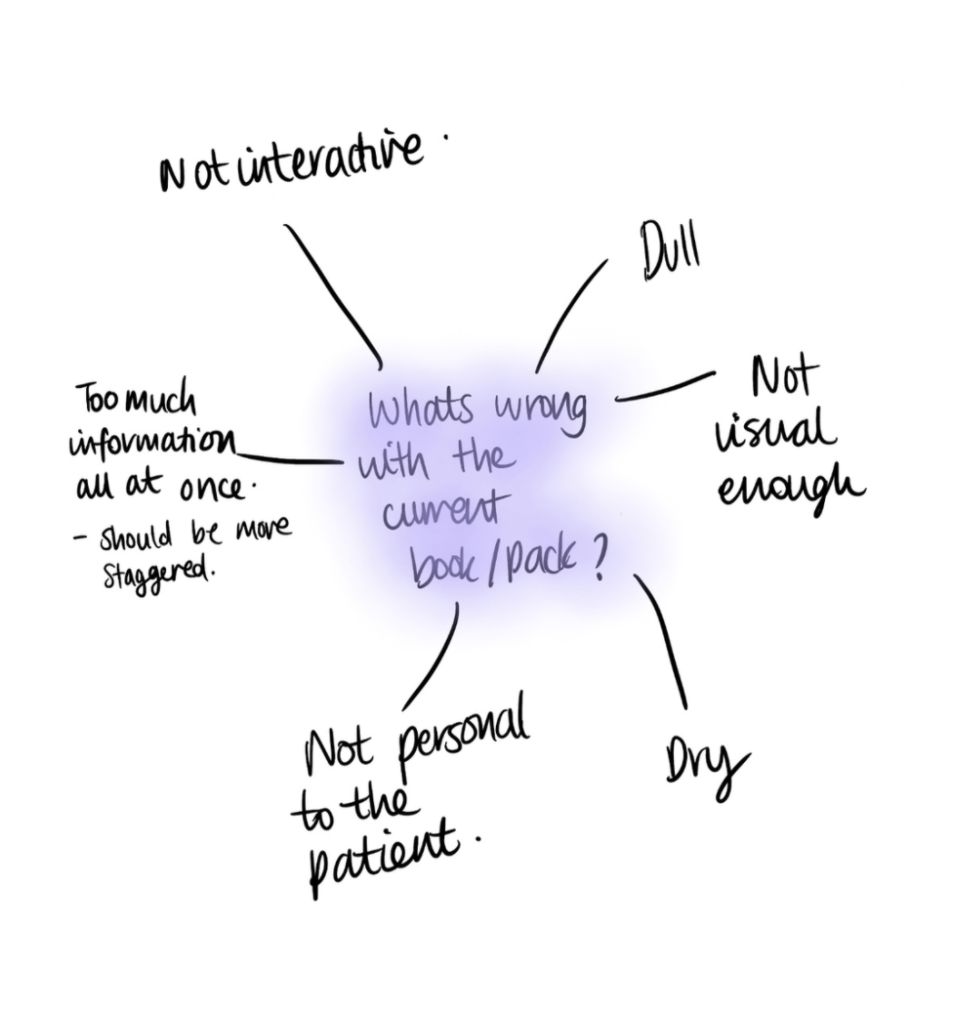 Not interactive.
Dull
Whats wrong
with the
current
book/pack?
Not
visual
enough
Too much
information
all at once.
- should be more
staggered.
Not personal
to the
patient.
Dry